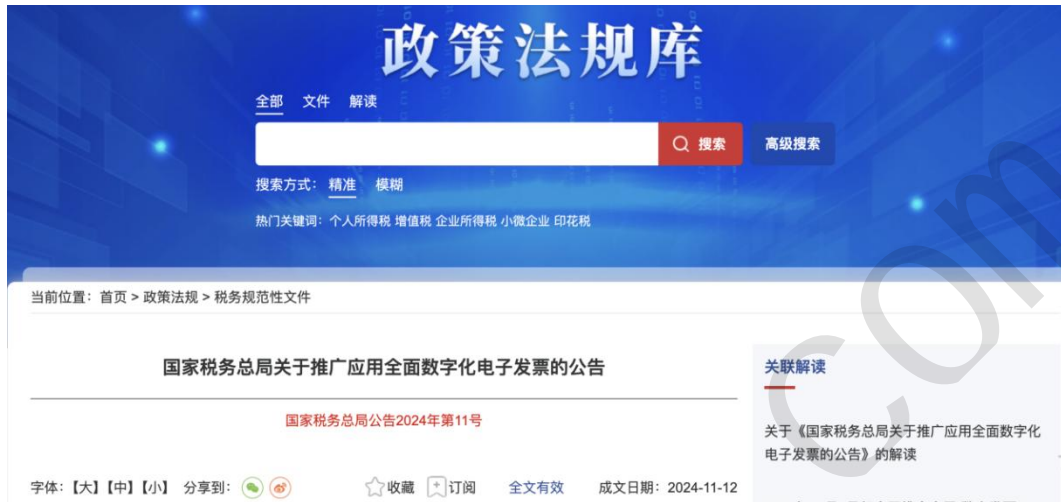 政策法规库
全部 文件 解读
搜索 高级搜索
搜索方式： 精准 模糊
热门关键词：个人所得税 增值税 企业所得税 小微企业 印花税
当前位置：首页 > 政策法规 > 税务规范性文件
国家税务总局关于推广应用全面数字化电子发票的公告
国家税务总局公告2024年第11号
字体：【大】【中】【小】 分享到： 收藏 订阅 全文有效 成文日期：2024-11-12
关联解读
关于《国家税务总局关于推广应用全面数字化
电子发票的公告》的解读
com